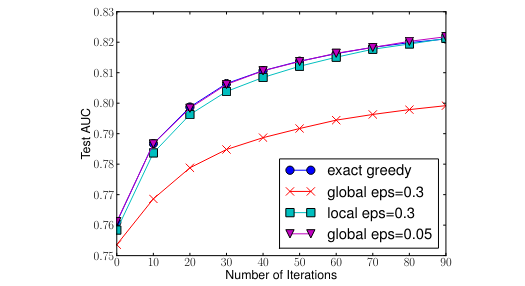 0.83
0.82
0.81
0.80
0.79
0.78
0.77
0.76
0.75
Test AUC
0 10 20 30 40 50 60 70 80 90
Number of Iterations
exact greedy
global eps=0.3
local eps=0.3
global eps=0.05